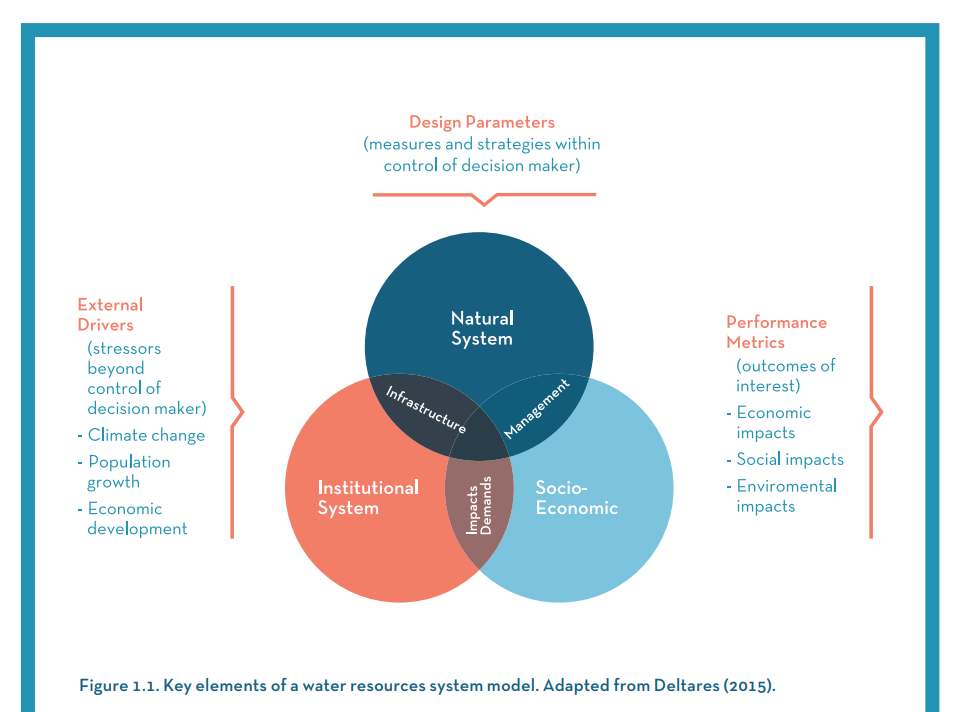 Design Parameters
(measures and strategies within
control of decision maker)
External
Drivers
(stressors
beyond
control of
decision maker)
- Climate change
- Population
growth
- Economic
development
Natural
System
Infrastructure
Management
Institutional
System
Impacts
Demands
Socio-
Economic
Performance
Metrics
(outcomes of
interest)
- Economic
impacts
- Social impacts
- Enviromental
impacts
Figure 1.1. Key elements of a water resources system model. Adapted from Deltares (2015).